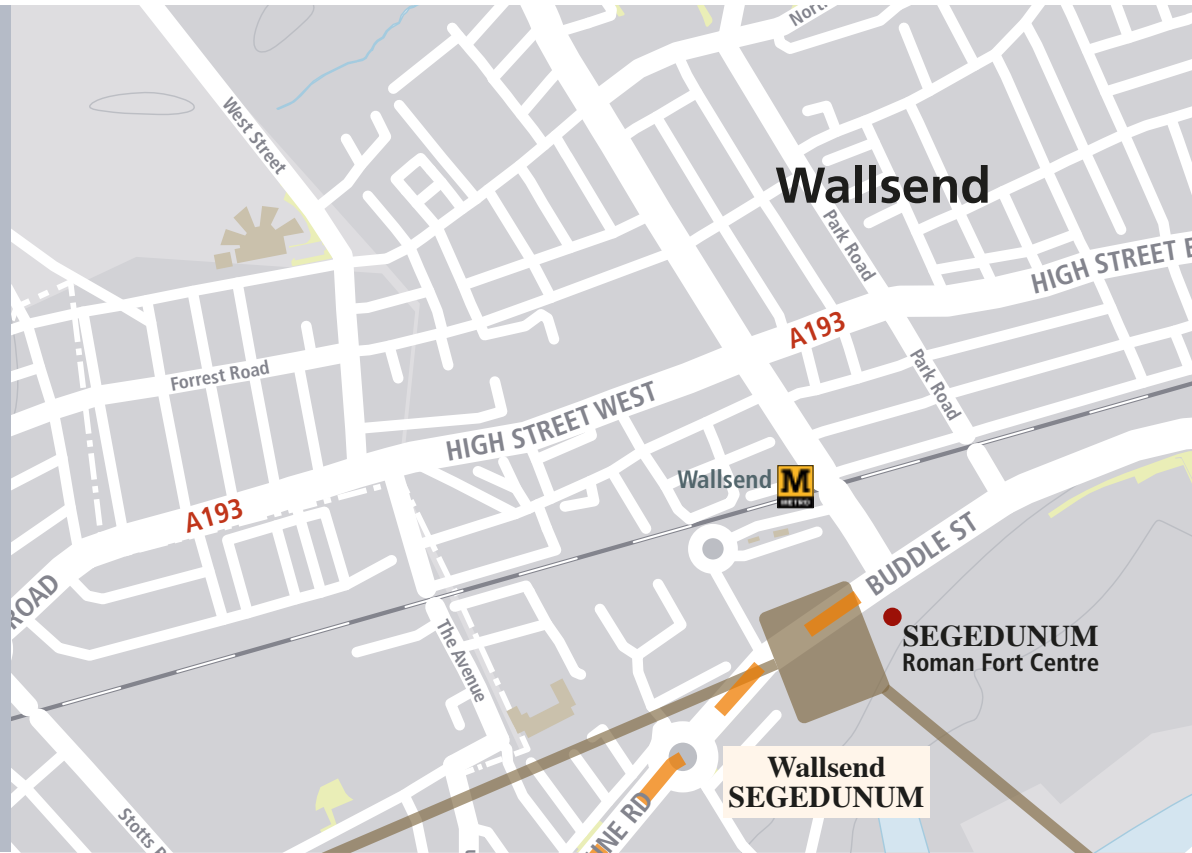 West Street
Wallsend
Park Road
HIGH STREET
A193
Forrest Road
Park Road
HIGH STREET WEST
Wallsend
M
METRO
A193
BUDDLE ST
ROAD
SEGEDUNUM
Roman Fort Centre
The Avenue
Wallsend
SEGEDUNUM
Stotts
RD